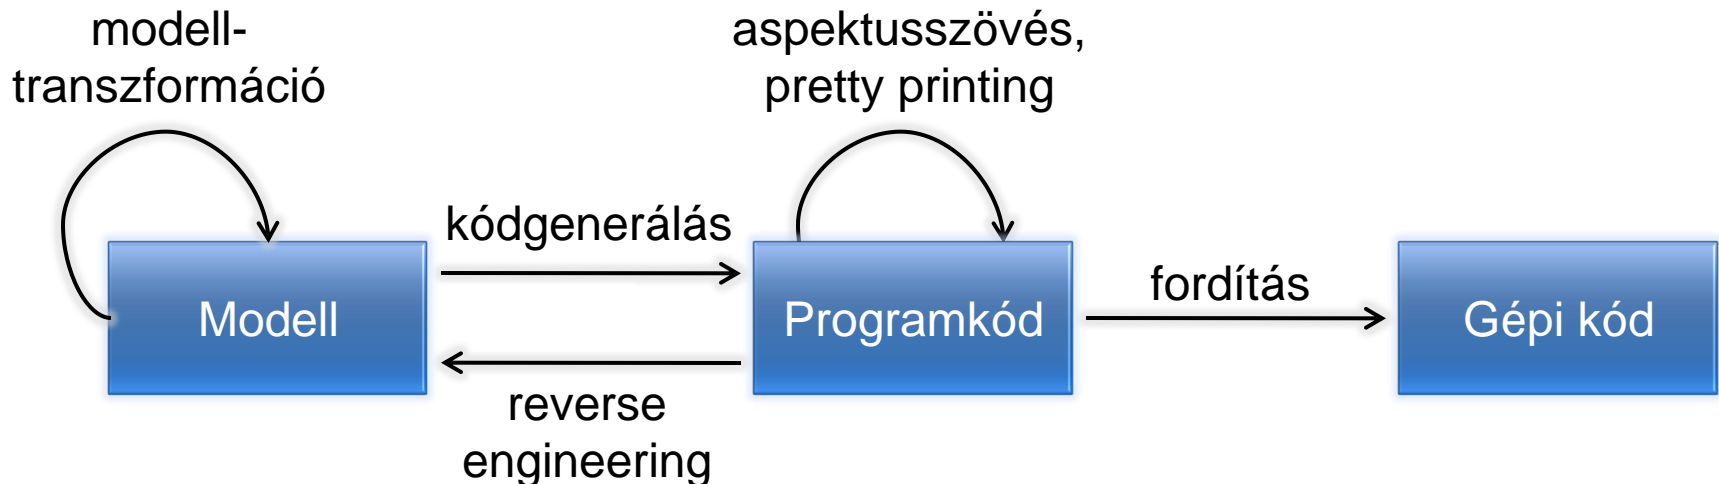 modell-
transzformáció
aspektusszövés,
pretty printing
kódgenerálás
fordítás
Modell
Programkód
Gépi kód
reverse
engineering